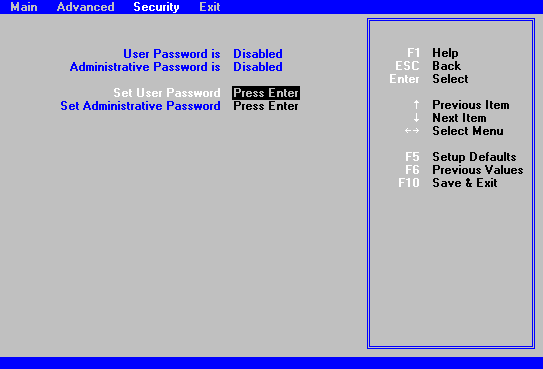 Main Advanced Security Exit
User Password is Disabled
Administrative Password is Disabled
Set User Password Press Enter
Set Administrative Password Press Enter
F1 Help
ESC Back
Enter Select
↑ Previous Item
↓ Next Item
↔ Select Menu
F5 Setup Defaults
F6 Previous Values
F10 Save & Exit